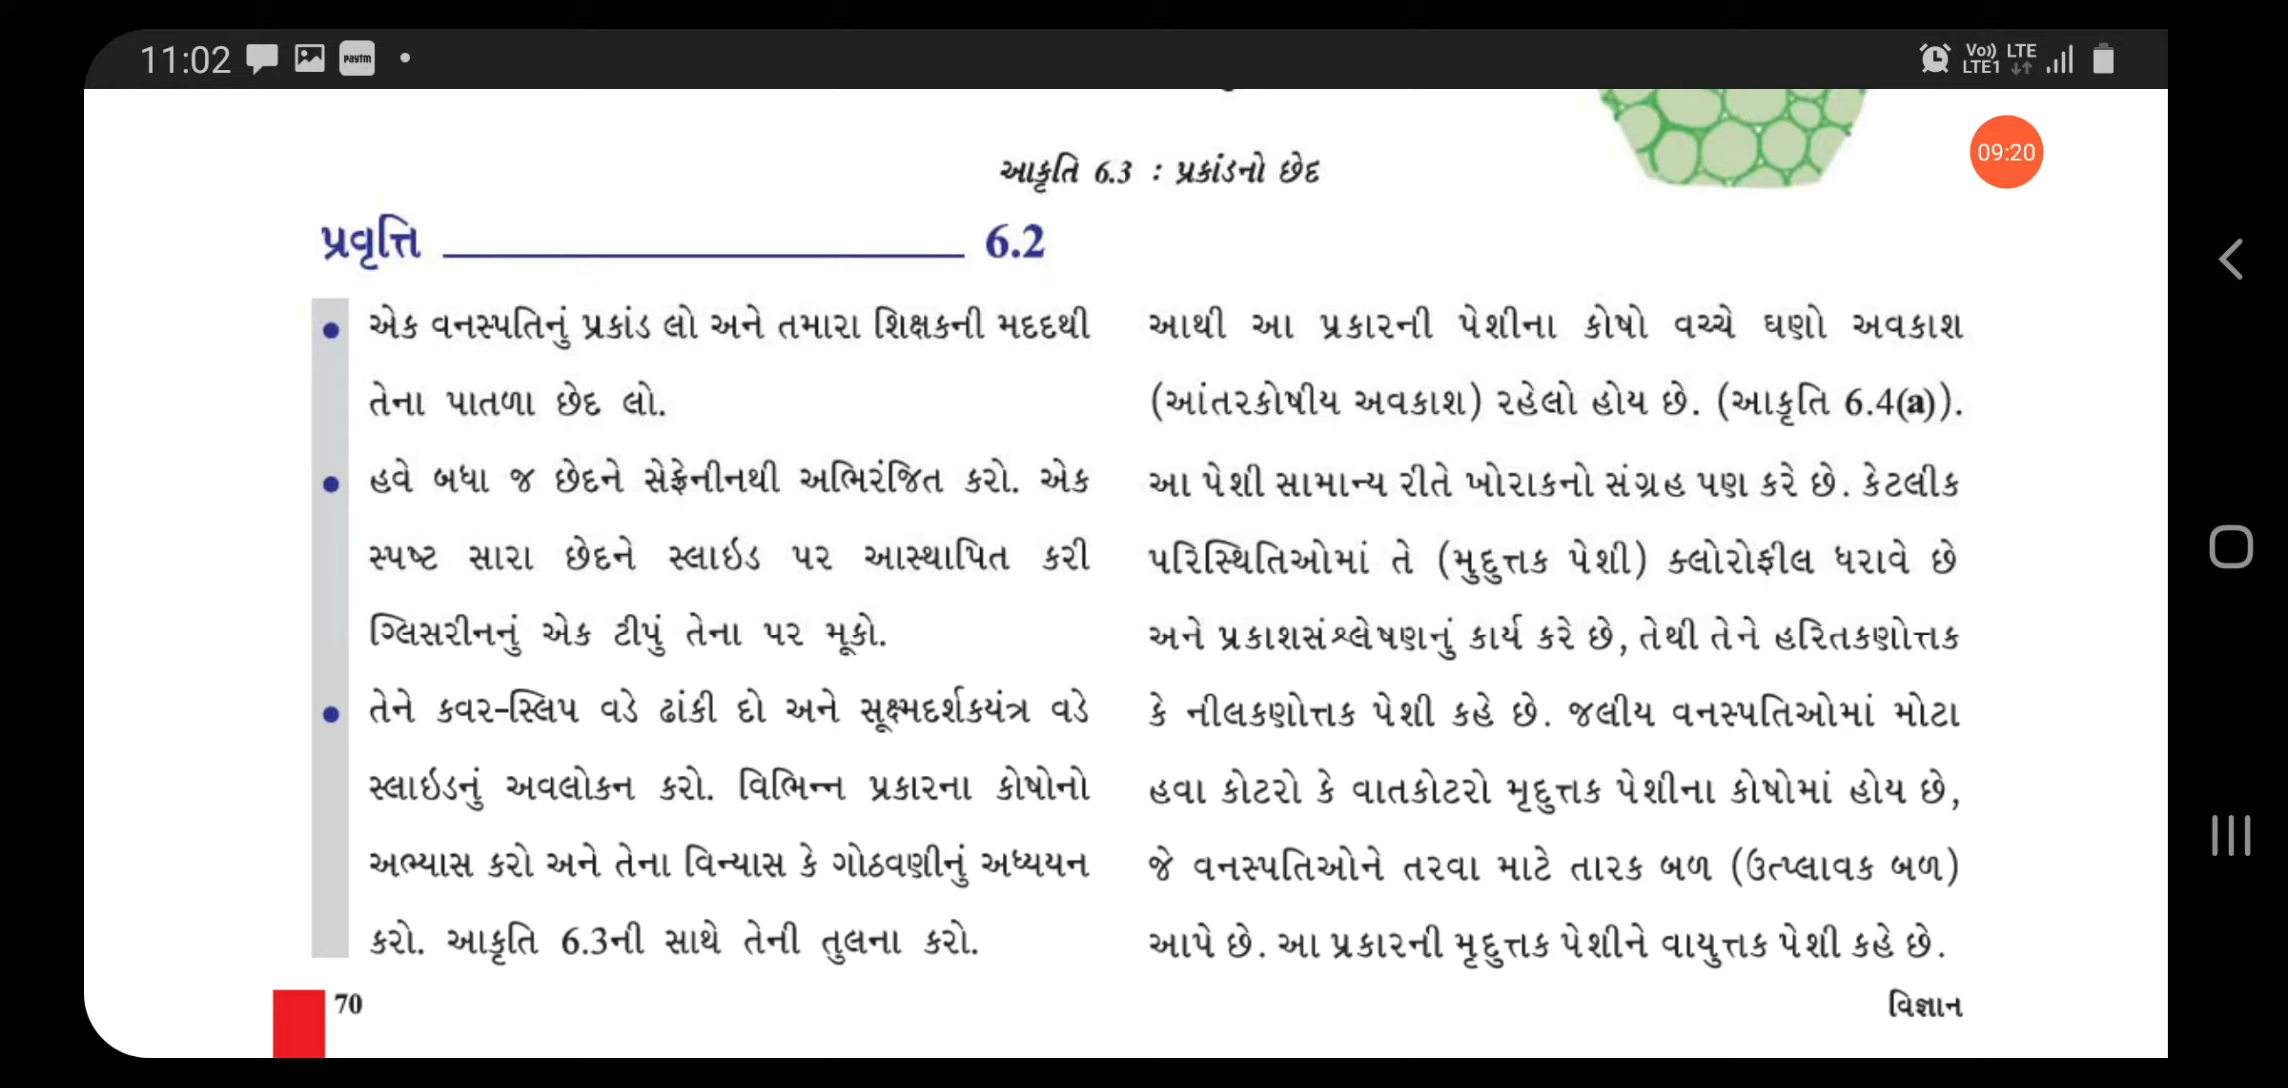 11:02
Paytm
Vo)) LTE
LTE1
09:20
આકૃતિ 6.3 : પ્રકાંડનો છેદ
પ્રવૃત્તિ ____________ 6.2
• એક વનસ્પતિનું પ્રકાંડ લો અને તમારા શિક્ષકની મદદથી
તેના પાતળા છેદ લો.
• હવે બધા જ છેદને સેફ્રેનીનથી અભિરંજિત કરો. એક
સ્પષ્ટ સારા છેદને સ્લાઇડ પર આસ્થાપિત કરી
ગ્લિસરીનનું એક ટીપું તેના પર મૂકો.
• તેને કવર-સ્લિપ વડે ઢાંકી દો અને સૂક્ષ્મદર્શકયંત્ર વડે
સ્લાઇડનું અવલોકન કરો. વિભિન્ન પ્રકારના કોષોનો
અભ્યાસ કરો અને તેના વિન્યાસ કે ગોઠવણીનું અધ્યયન
કરો. આકૃતિ 6.3ની સાથે તેની તુલના કરો.
આથી આ પ્રકારની પેશીના કોષો વચ્ચે ઘણો અવકાશ
(આંતરકોષીય અવકાશ) રહેલો હોય છે. (આકૃતિ 6.4(a)).
આ પેશી સામાન્ય રીતે ખોરાકનો સંગ્રહ પણ કરે છે. કેટલીક
પરિસ્થિતિઓમાં તે (મુદુત્તક પેશી) ક્લોરોફીલ ધરાવે છે
અને પ્રકાશસંશ્લેષણનું કાર્ય કરે છે, તેથી તેને હરિતકણોત્તક
કે નીલકણોત્તક પેશી કહે છે. જલીય વનસ્પતિઓમાં મોટા
હવા કોટરો કે વાતકોટરો મૃદુત્તક પેશીના કોષોમાં હોય છે,
જે વનસ્પતિઓને તરવા માટે તારક બળ (ઉત્પ્લાવક બળ)
આપે છે. આ પ્રકારની મૃદુત્તક પેશીને વાયુત્તક પેશી કહે છે.
70
વિજ્ઞાન